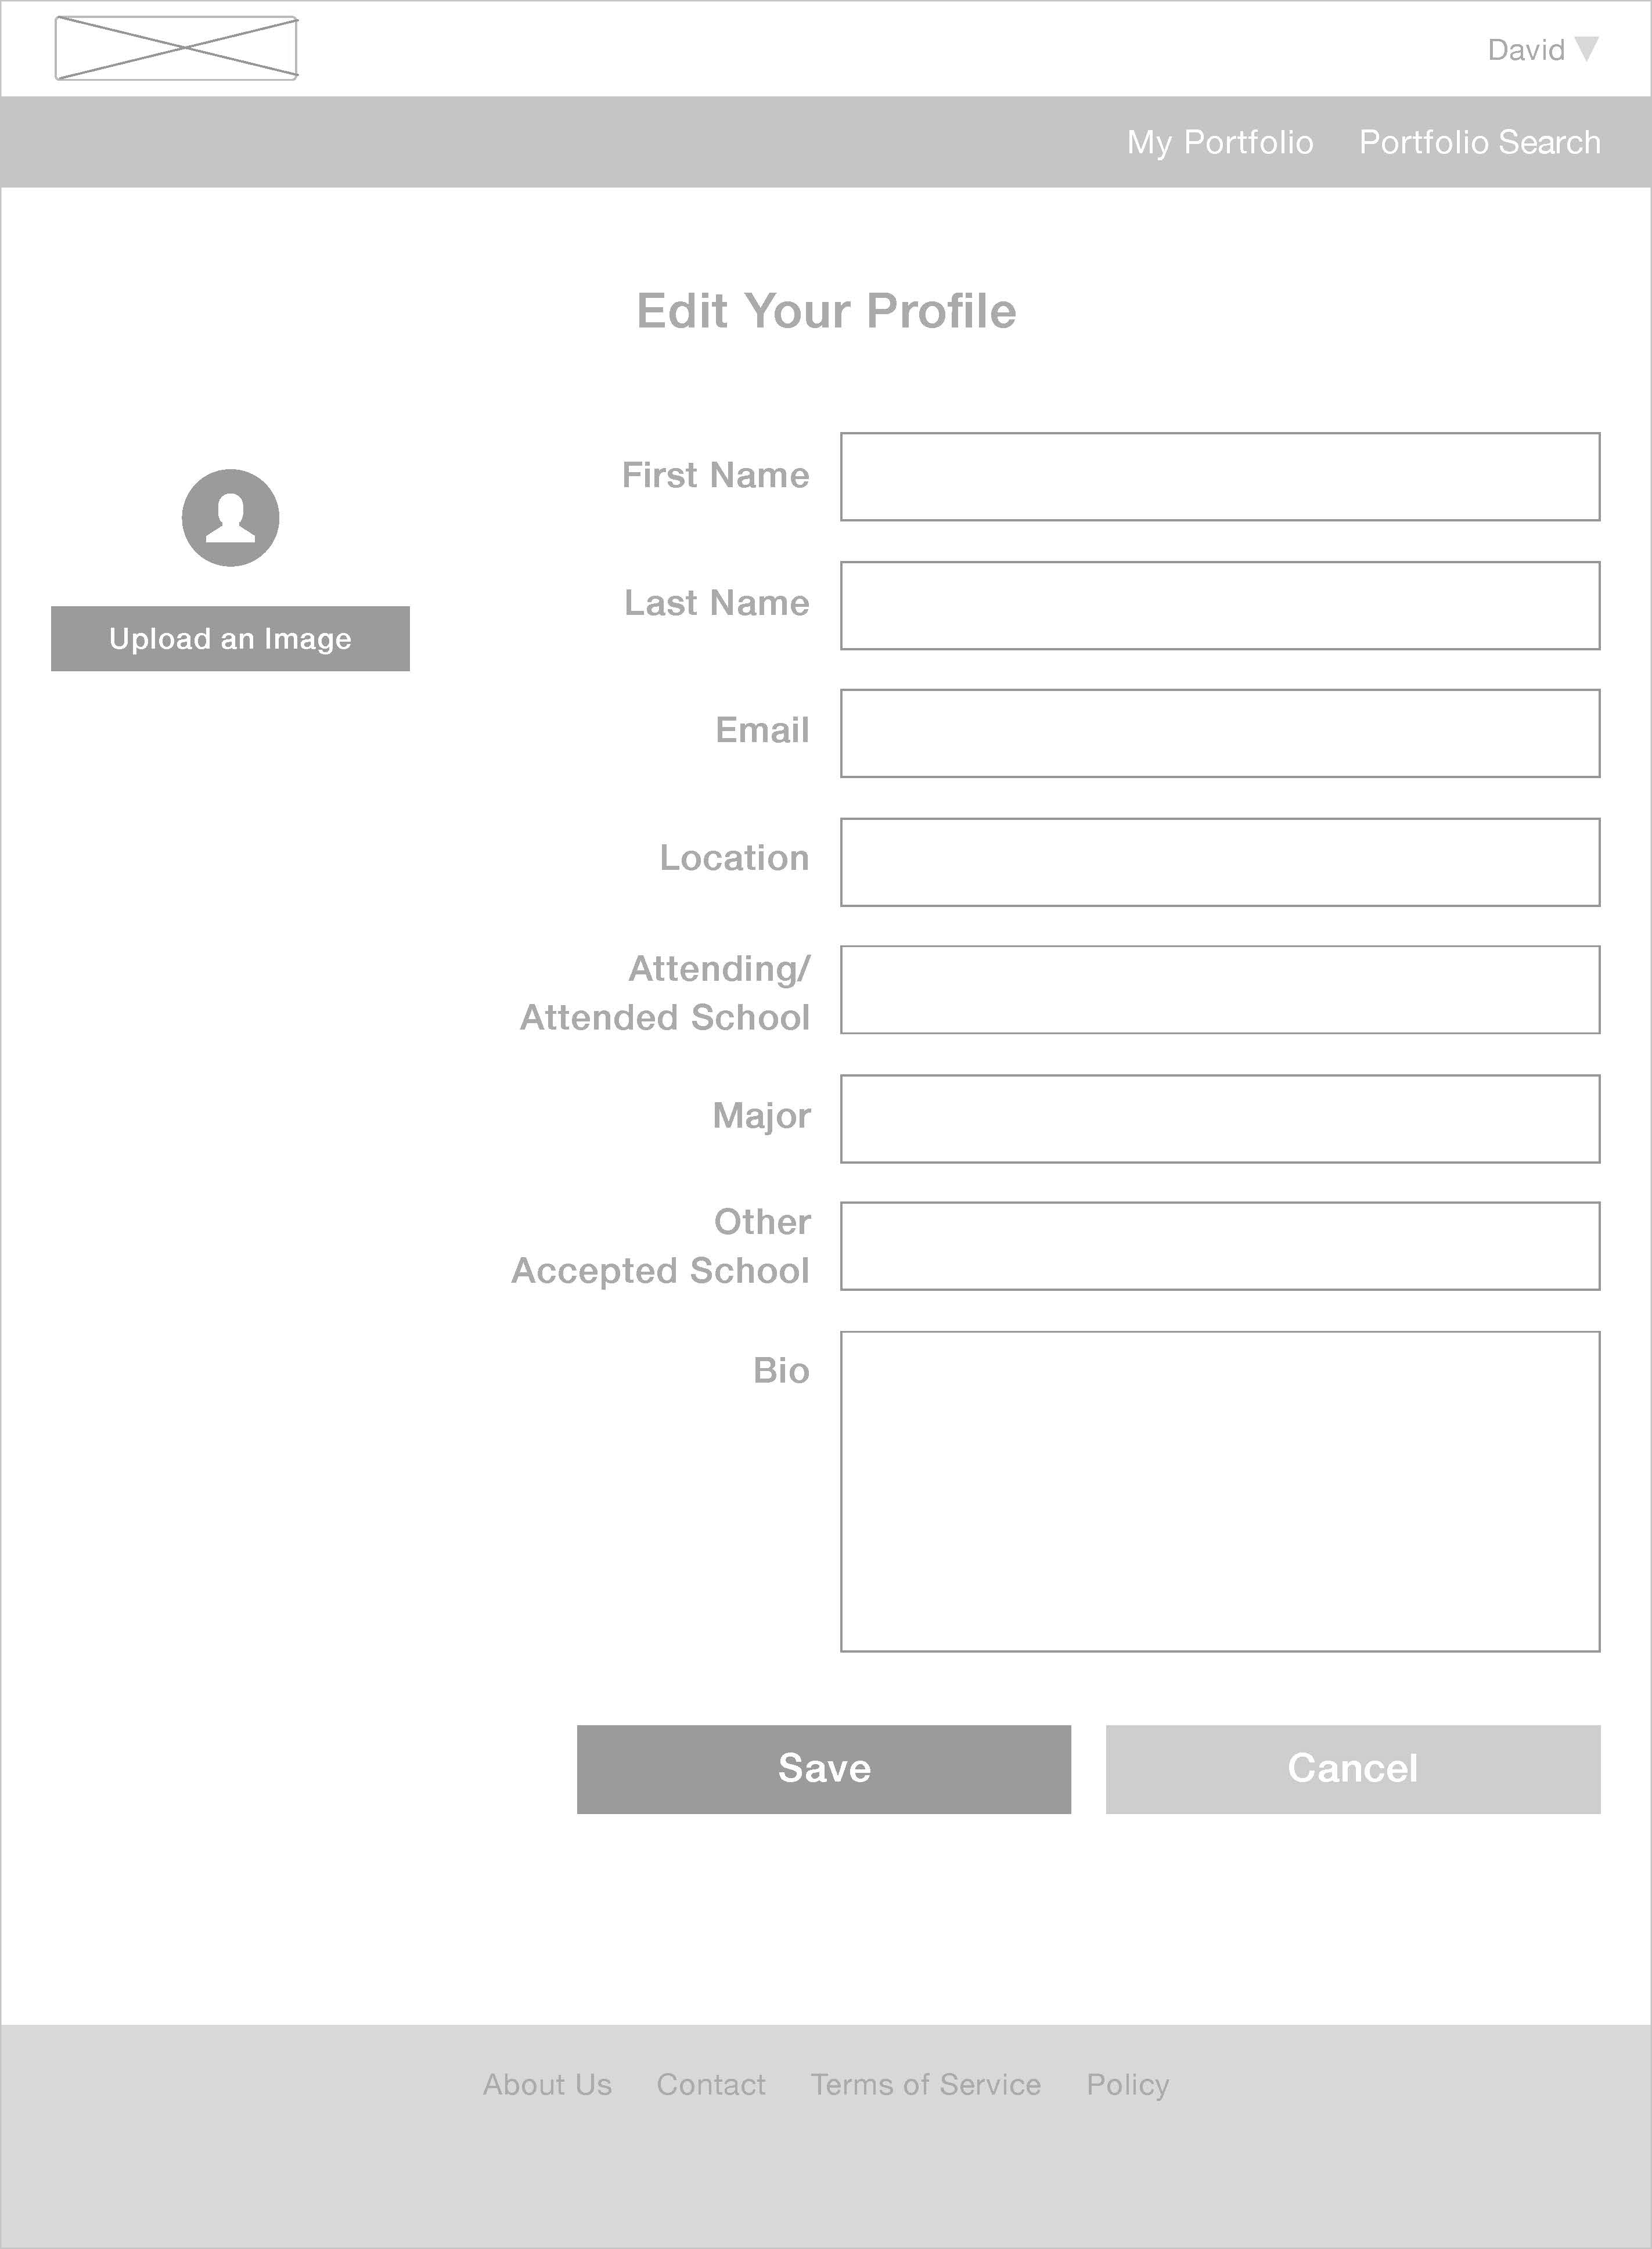 David
My Portfolio Portfolio Search
Edit Your Profile
First Name
Upload an Image
Last Name
Email
Location
Attending/
Attended School
Major
Other
Accepted School
Bio
Save Cancel
About Us Contact Terms of Service Policy